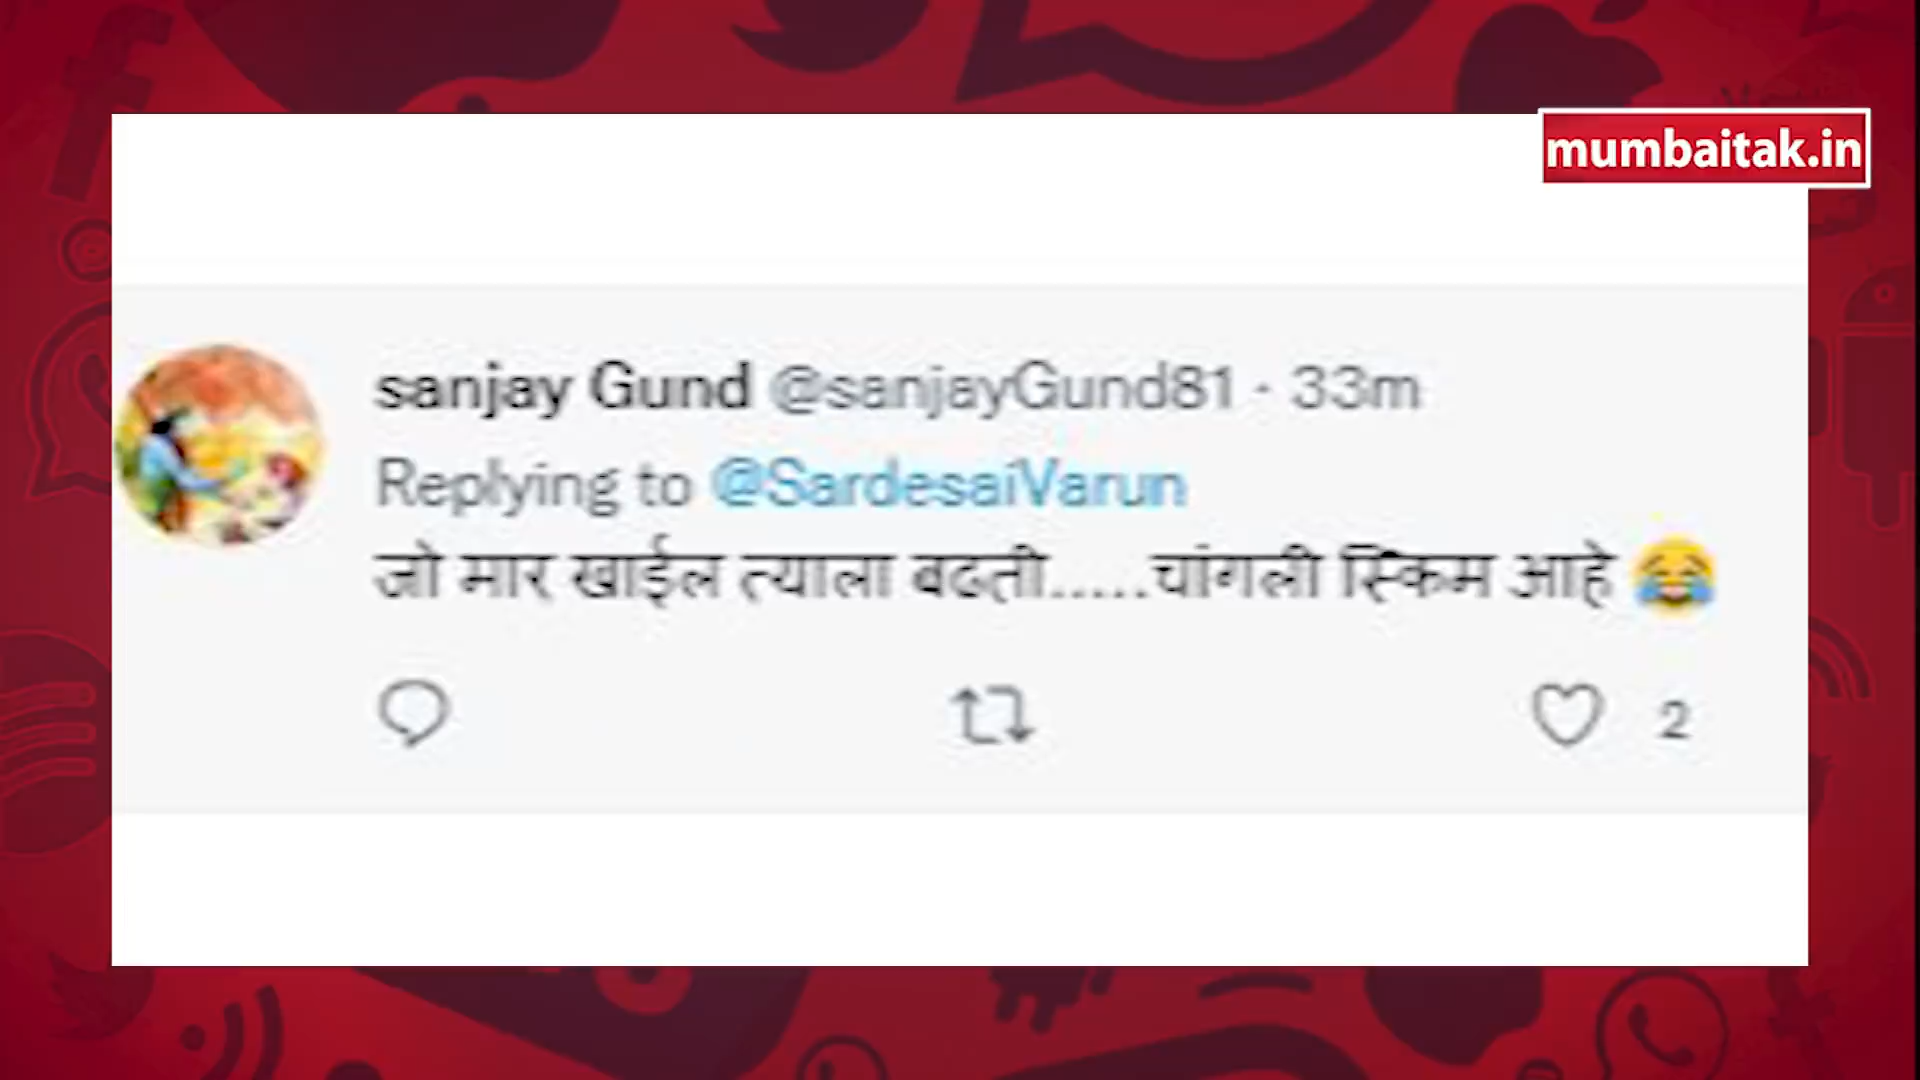 mumbaitak.in
sanjay Gund @sanjayGund81 · 33m
Replying to @SardesaiVarun
जो मार खाईल त्याला बढती.....चांगली स्किम आहे 😂
2